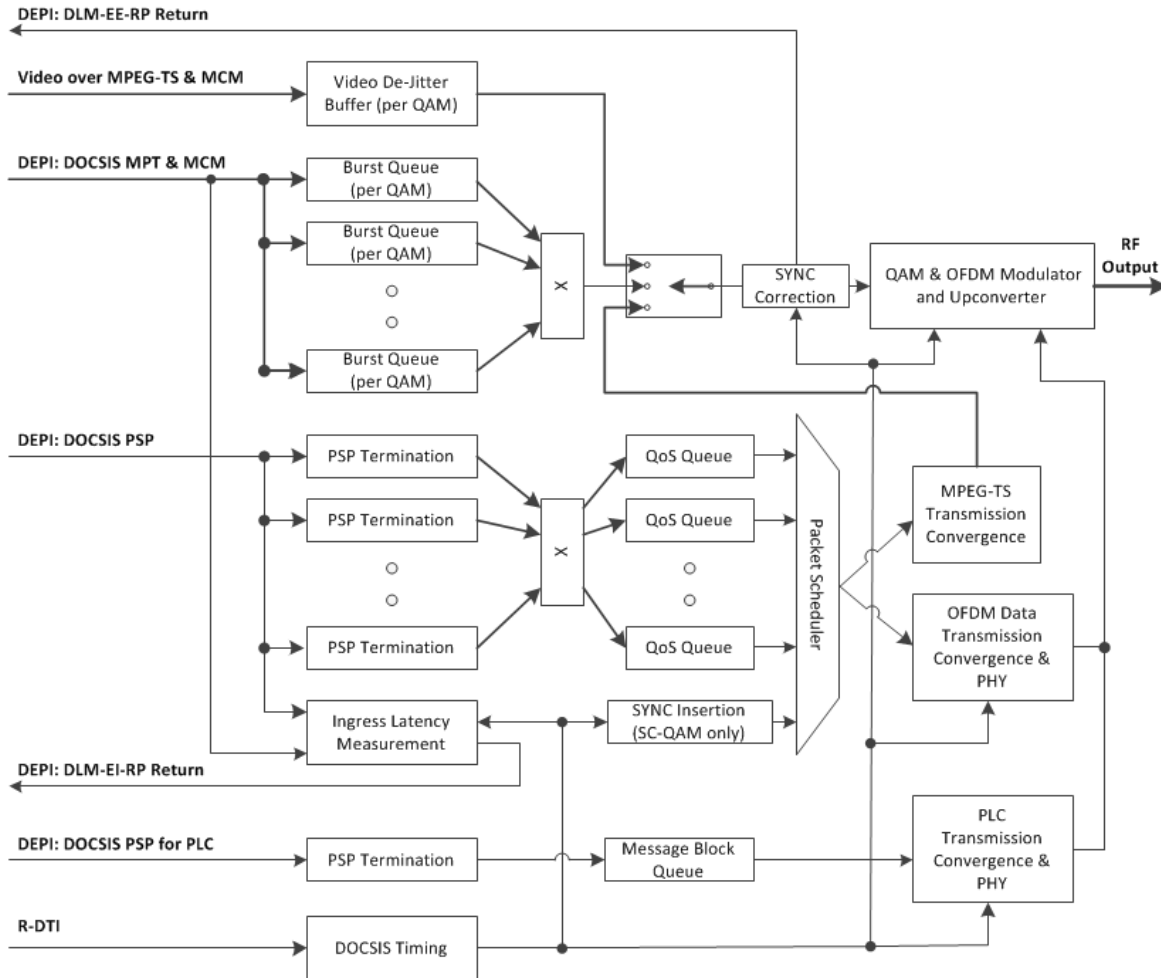 DEPI: DLM-EE-RP Return
Video over MPEG-TS & MCM
Video De-Jitter
Buffer (per QAM)
DEPI: DOCSIS MPT & MCM
Burst Queue
(per QAM)
Burst Queue
(per QAM)
Burst Queue
(per QAM)
X
SYNC
Correction
QAM & OFDM Modulator
and Upconverter
RF
Output
DEPI: DOCSIS PSP
PSP Termination
PSP Termination
PSP Termination
X
QoS Queue
QoS Queue
QoS Queue
Packet Scheduler
MPEG-TS
Transmission
Convergence
OFDM Data
Transmission
Convergence &
PHY
Ingress Latency
Measurement
SYNC Insertion
(SC-QAM only)
DEPI: DLM-EI-RP Return
DEPI: DOCSIS PSP for PLC
PSP Termination
Message Block
Queue
PLC
Transmission
Convergence &
PHY
R-DTI
DOCSIS Timing